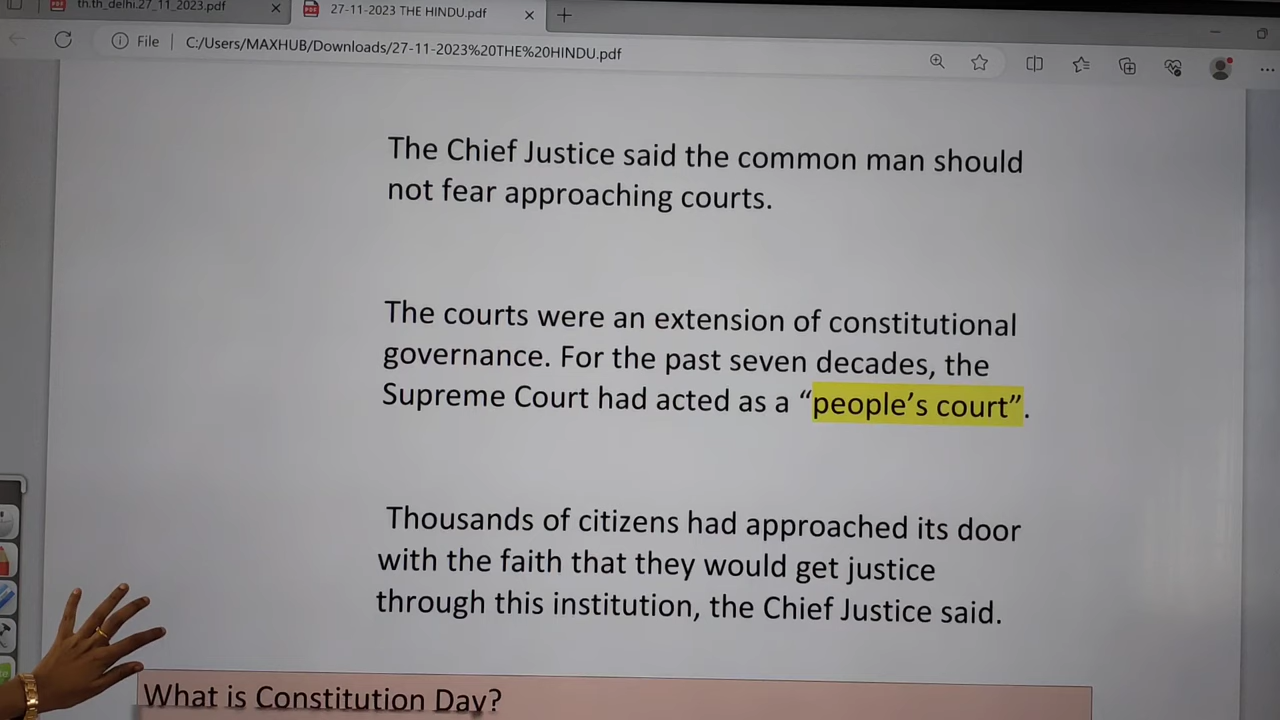 th.th_delhi.27_11_2023.pdf
27-11-2023 THE HINDU.pdf
File C:/Users/MAXHUB/Downloads/27-11-2023%20THE%20HINDU.pdf
The Chief Justice said the common man should
not fear approaching courts.
The courts were an extension of constitutional
governance. For the past seven decades, the
Supreme Court had acted as a “people’s court”.
Thousands of citizens had approached its door
with the faith that they would get justice
through this institution, the Chief Justice said.
What is Constitution Day?